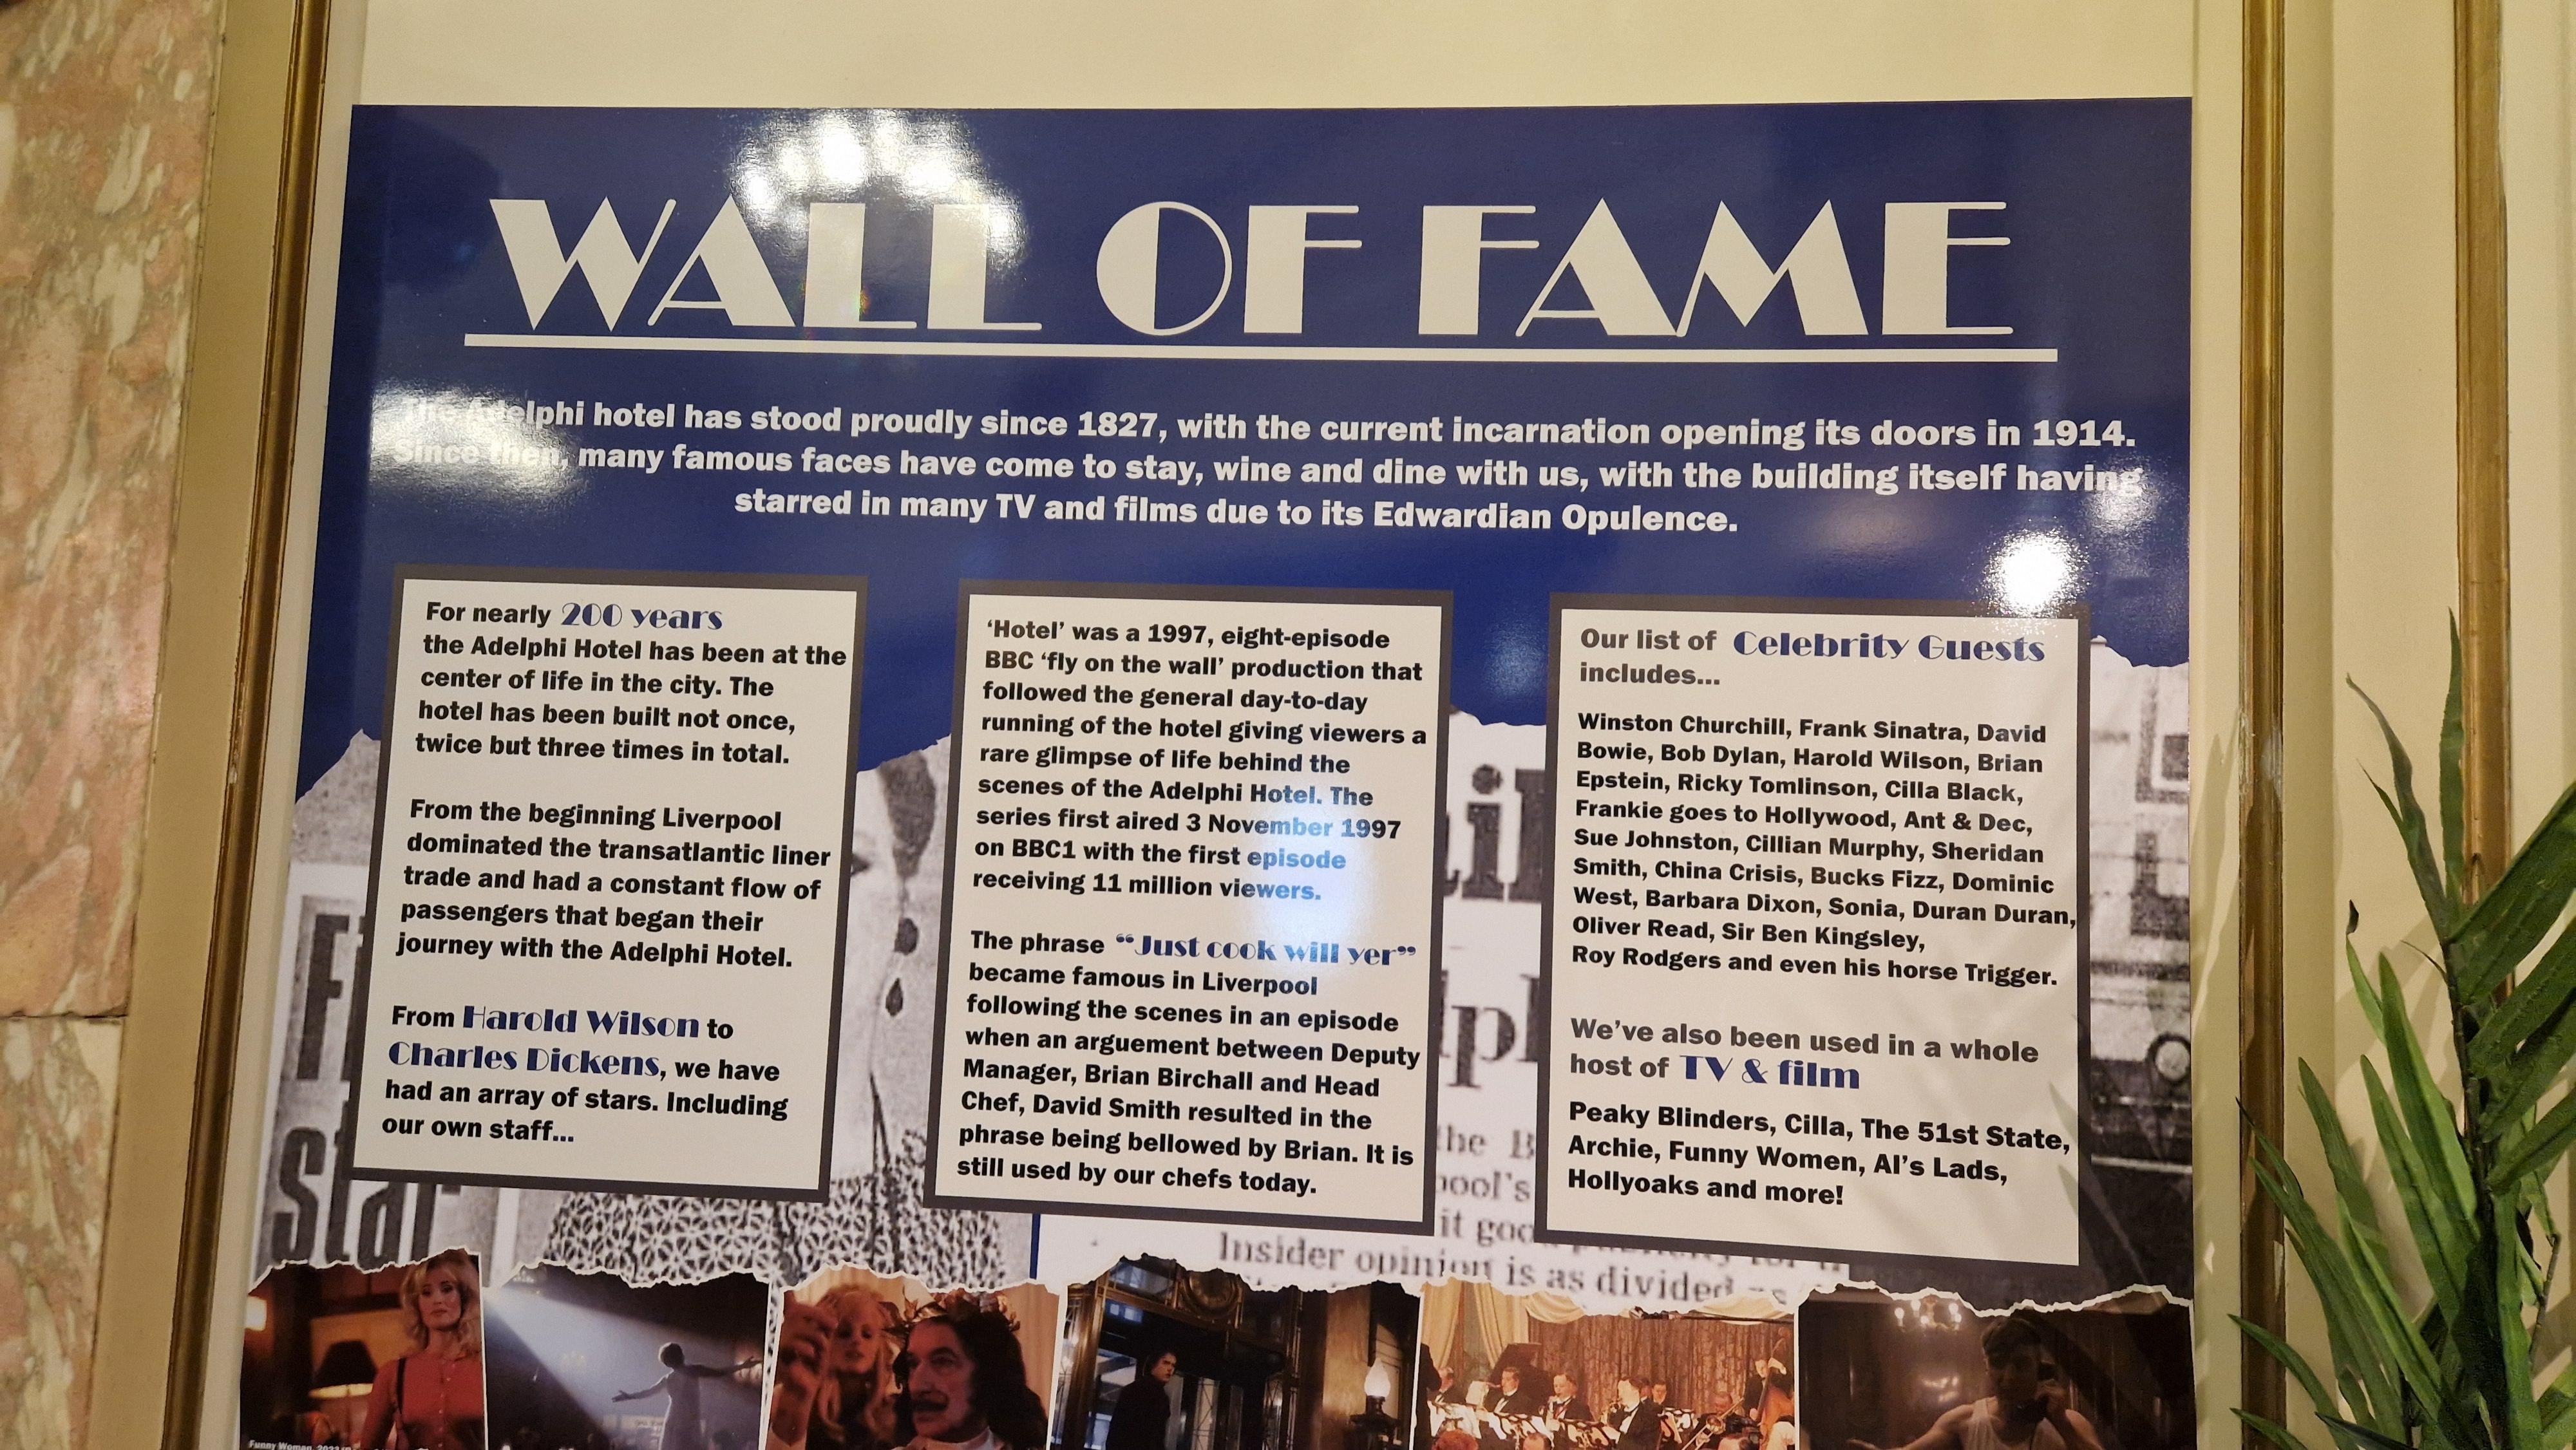 WALL OF FAME
The Adelphi hotel has stood proudly since 1827, with the current incarnation opening its doors in 1914.
Since then, many famous faces have come to stay, wine and dine with us, with the building itself having
starred in many TV and films due to its Edwardian Opulence.
For nearly 200 years
the Adelphi Hotel has been at the
center of life in the city. The
hotel has been built not once,
twice but three times in total.
From the beginning Liverpool
dominated the transatlantic liner
trade and had a constant flow of
passengers that began their
journey with the Adelphi Hotel.
From Harold Wilson to
Charles Dickens, we have
had an array of stars. Including
our own staff...
'Hotel' was a 1997, eight-episode
BBC 'fly on the wall' production that
followed the general day-to-day
running of the hotel giving viewers a
rare glimpse of life behind the
scenes of the Adelphi Hotel. The
series first aired 3 November 1997
on BBC1 with the first episode
receiving 11 million viewers.
The phrase “Just cook will yer”
became famous in Liverpool
following the scenes in an episode
when an arguement between Deputy
Manager, Brian Birchall and Head
Chef, David Smith resulted in the
phrase being bellowed by Brian. It is
still used by our chefs today.
Our list of Celebrity Guests
includes...
Winston Churchill, Frank Sinatra, David
Bowie, Bob Dylan, Harold Wilson, Brian
Epstein, Ricky Tomlinson, Cilla Black,
Frankie goes to Hollywood, Ant & Dec,
Sue Johnston, Cillian Murphy, Sheridan
Smith, China Crisis, Bucks Fizz, Dominic
West, Barbara Dixon, Sonia, Duran Duran,
Oliver Read, Sir Ben Kingsley,
Roy Rodgers and even his horse Trigger.
We've also been used in a whole
host of TV & film
Peaky Blinders, Cilla, The 51st State,
Archie, Funny Women, Al's Lads,
Hollyoaks and more!
star
the B
pool's
it goo
Insider opinion is as divided
Funny Woman